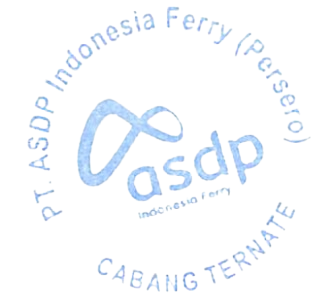 PT. ASDP Indonesia Ferry (Persero)
asdp
Indonesia Ferry
CABANG TERNATE